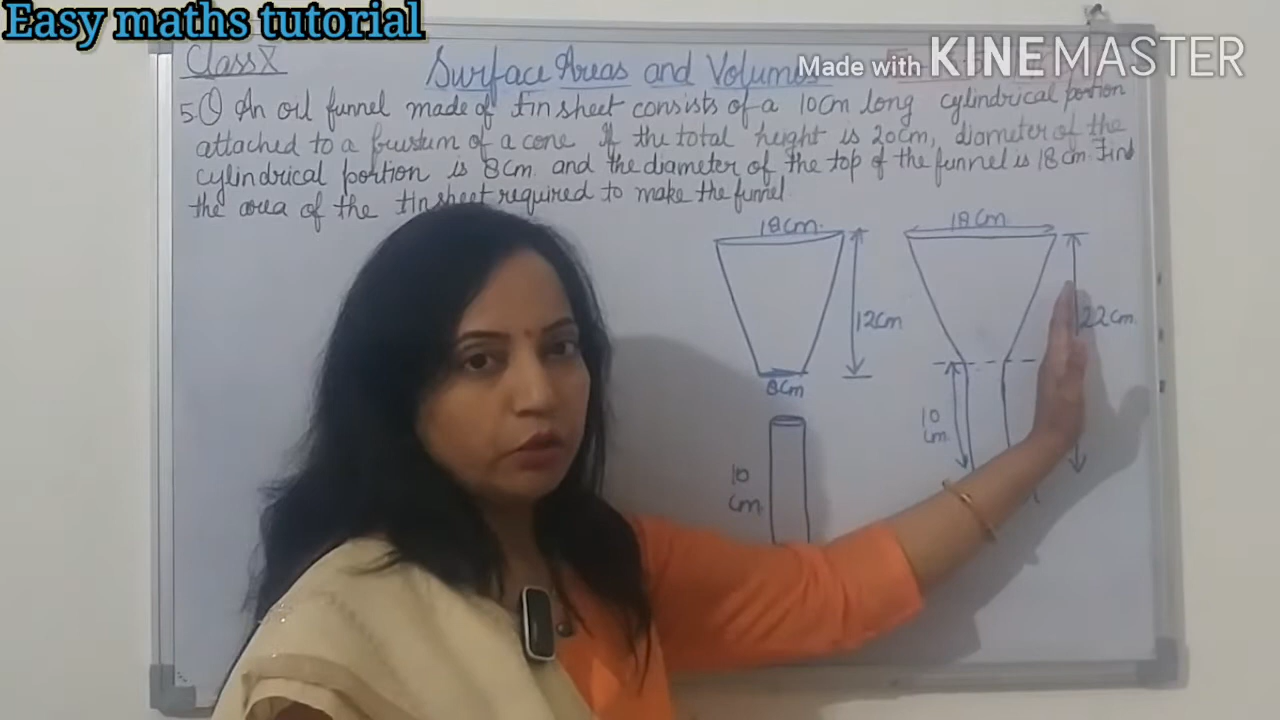 Easy maths tutorial
Made with KINEMASTER
Class X
Surface Areas and Volumes
5.Q An oil funnel made of tin sheet consists of a 10cm long cylindrical portion
attached to a frustum of a cone If the total height is 20cm, diameter of the
cylindrical portion is 8cm and the diameter of the top of the funnel is 18cm. Find
the area of the tin sheet required to make the funnel.
18cm.
18cm.
12cm
22cm.
8cm
10
cm.
10
cm.